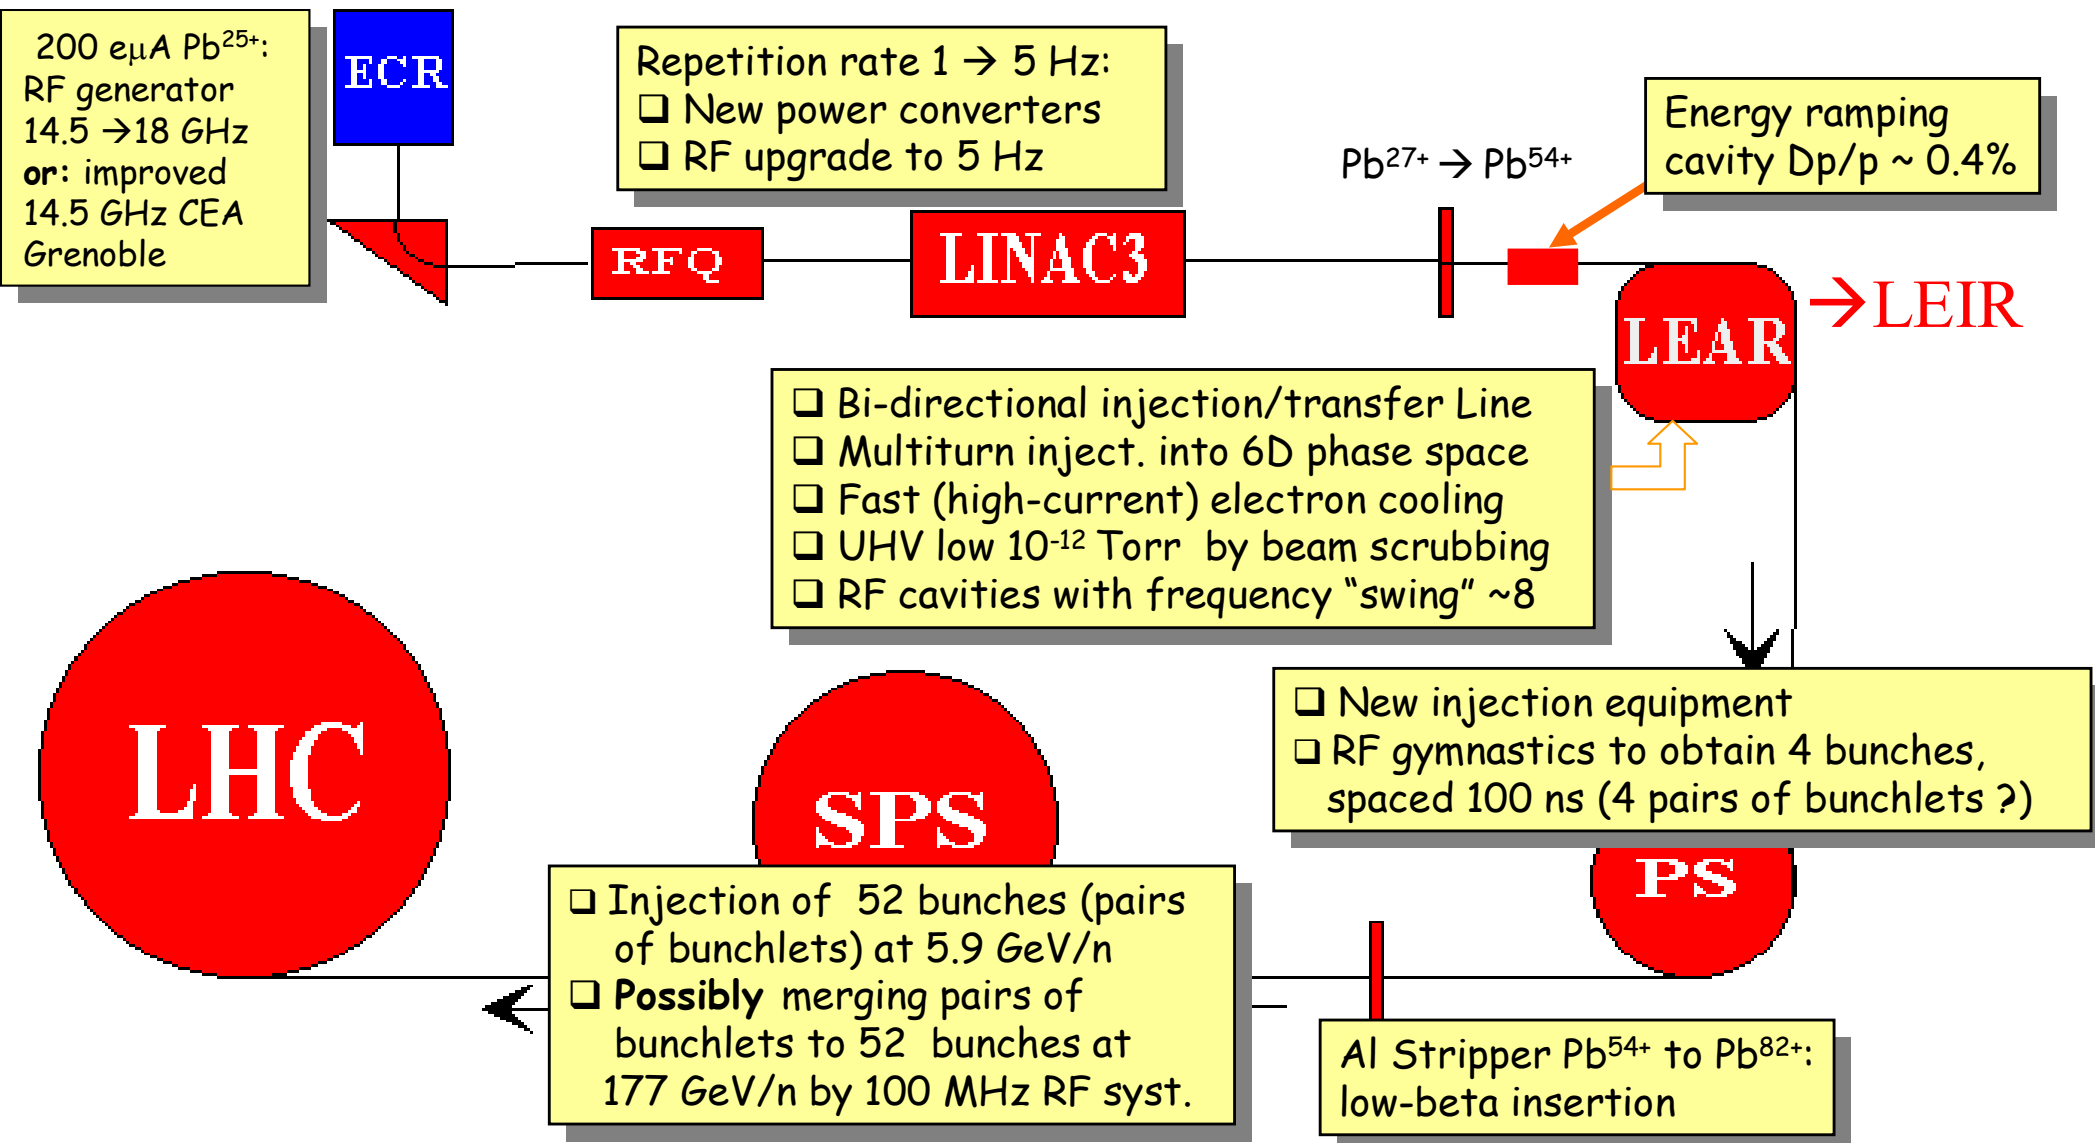 200 eμA Pb25+:
RF generator
14.5 →18 GHz
or: improved
14.5 GHz CEA
Grenoble
ECR
Repetition rate 1 → 5 Hz:
❑ New power converters
❑ RF upgrade to 5 Hz
Pb27+ → Pb54+
Energy ramping
cavity Dp/p ~ 0.4%
RFQ
LINAC3
LEAR
→LEIR
❑ Bi-directional injection/transfer Line
❑ Multiturn inject. into 6D phase space
❑ Fast (high-current) electron cooling
❑ UHV low 10-12 Torr by beam scrubbing
❑ RF cavities with frequency “swing” ~8
❑ New injection equipment
❑ RF gymnastics to obtain 4 bunches,
spaced 100 ns (4 pairs of bunchlets ?)
LHC
SPS
PS
❑ Injection of 52 bunches (pairs
of bunchlets) at 5.9 GeV/n
❑ Possibly merging pairs of
bunchlets to 52 bunches at
177 GeV/n by 100 MHz RF syst.
Al Stripper Pb54+ to Pb82+:
low-beta insertion